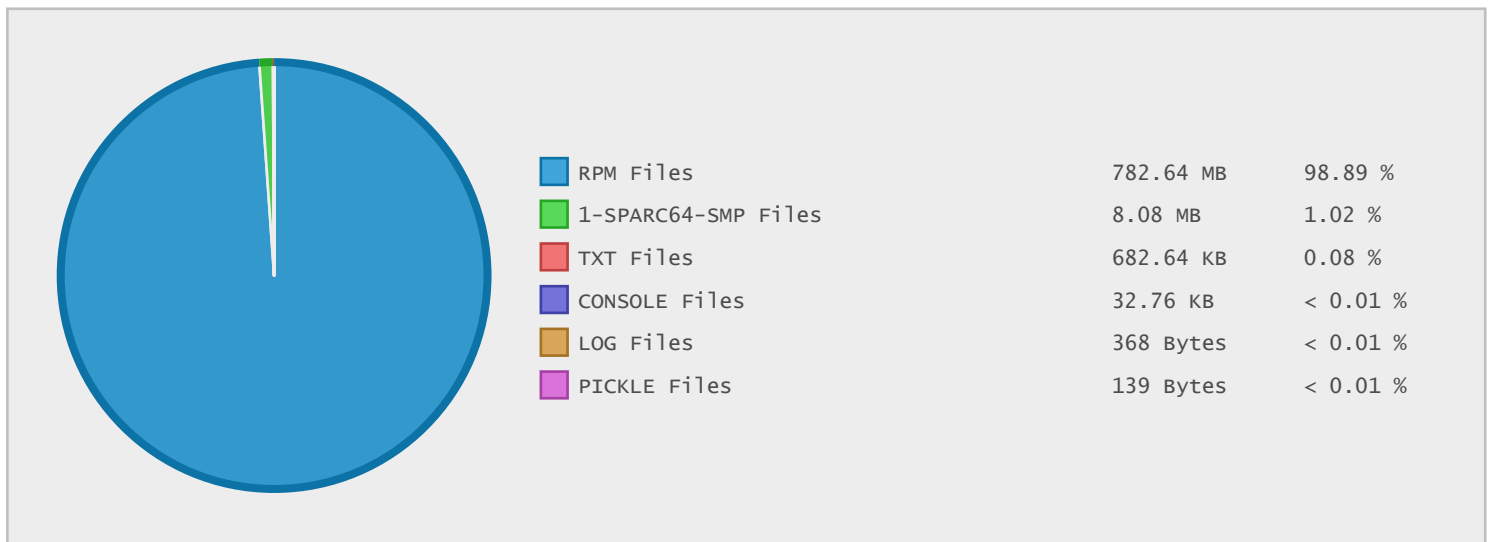 RPM Files 782.64 MB 98.89 %
1-SPARC64-SMP Files 8.08 MB 1.02 %
TXT Files 682.64 KB 0.08 %
CONSOLE Files 32.76 KB < 0.01 %
LOG Files 368 Bytes < 0.01 %
PICKLE Files 139 Bytes < 0.01 %